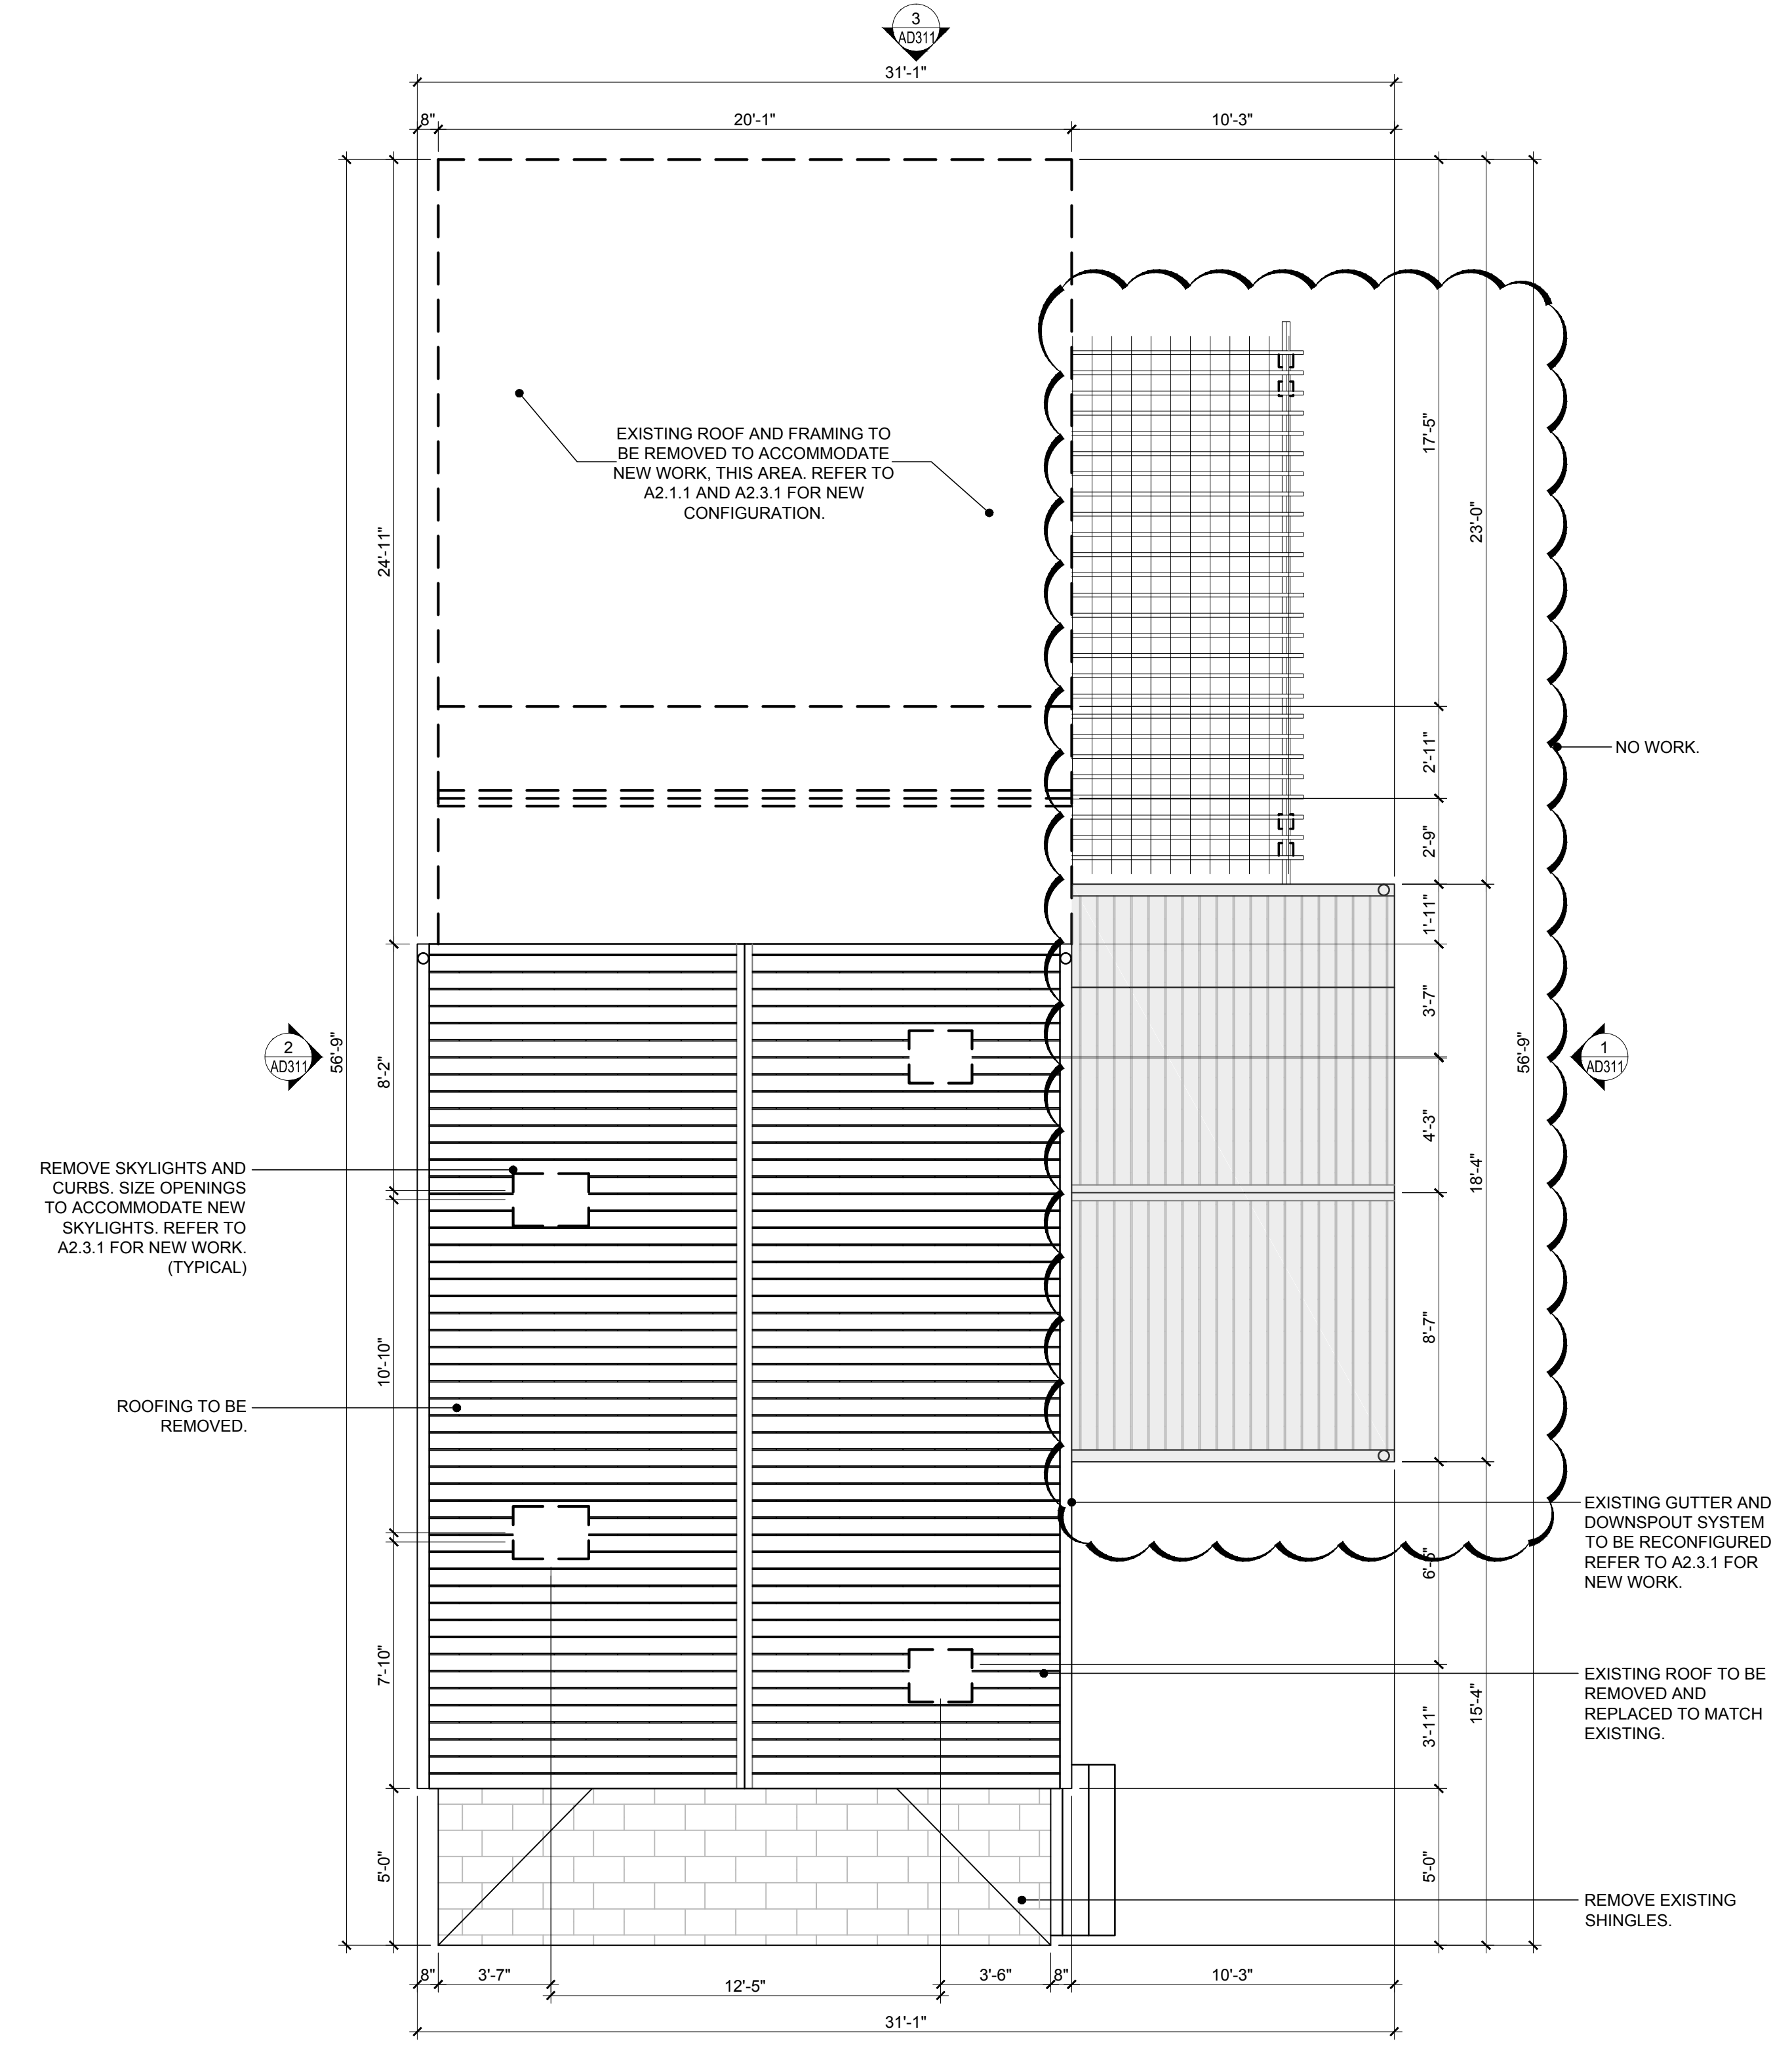 3
AD311
31'-1"
8"
20'-1"
10'-3"
EXISTING ROOF AND FRAMING TO
BE REMOVED TO ACCOMMODATE
NEW WORK, THIS AREA. REFER TO
A2.1.1 AND A2.3.1 FOR NEW
CONFIGURATION.
17'-5"
23'-0"
24'-11"
NO WORK.
2'-11"
2'-9"
1'-11"
3'-7"
2
AD311
56'-9"
8'-2"
56'-9"
1
AD311
4'-3"
18'-4"
REMOVE SKYLIGHTS AND
CURBS. SIZE OPENINGS
TO ACCOMMODATE NEW
SKYLIGHTS. REFER TO
A2.3.1 FOR NEW WORK.
(TYPICAL)
8'-7"
10'-10"
ROOFING TO BE
REMOVED.
EXISTING GUTTER AND
DOWNSPOUT SYSTEM
TO BE RECONFIGURED
REFER TO A2.3.1 FOR
NEW WORK.
7'-10"
EXISTING ROOF TO BE
REMOVED AND
REPLACED TO MATCH
EXISTING.
15'-4"
3'-11"
5'-0"
5'-0"
REMOVE EXISTING
SHINGLES.
8"
3'-7"
12'-5"
3'-6"
8"
10'-3"
31'-1"